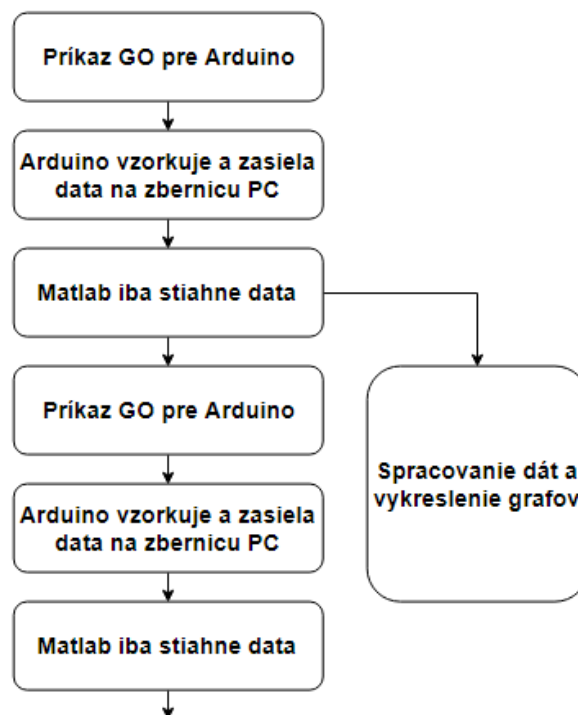 Príkaz GO pre Arduino
Arduino vzorkuje a zasiela
data na zbernicu PC
Matlab iba stiahne data
Príkaz GO pre Arduino
Arduino vzorkuje a zasiela
data na zbernicu PC
Matlab iba stiahne data
Spracovanie dát a
vykreslenie grafov